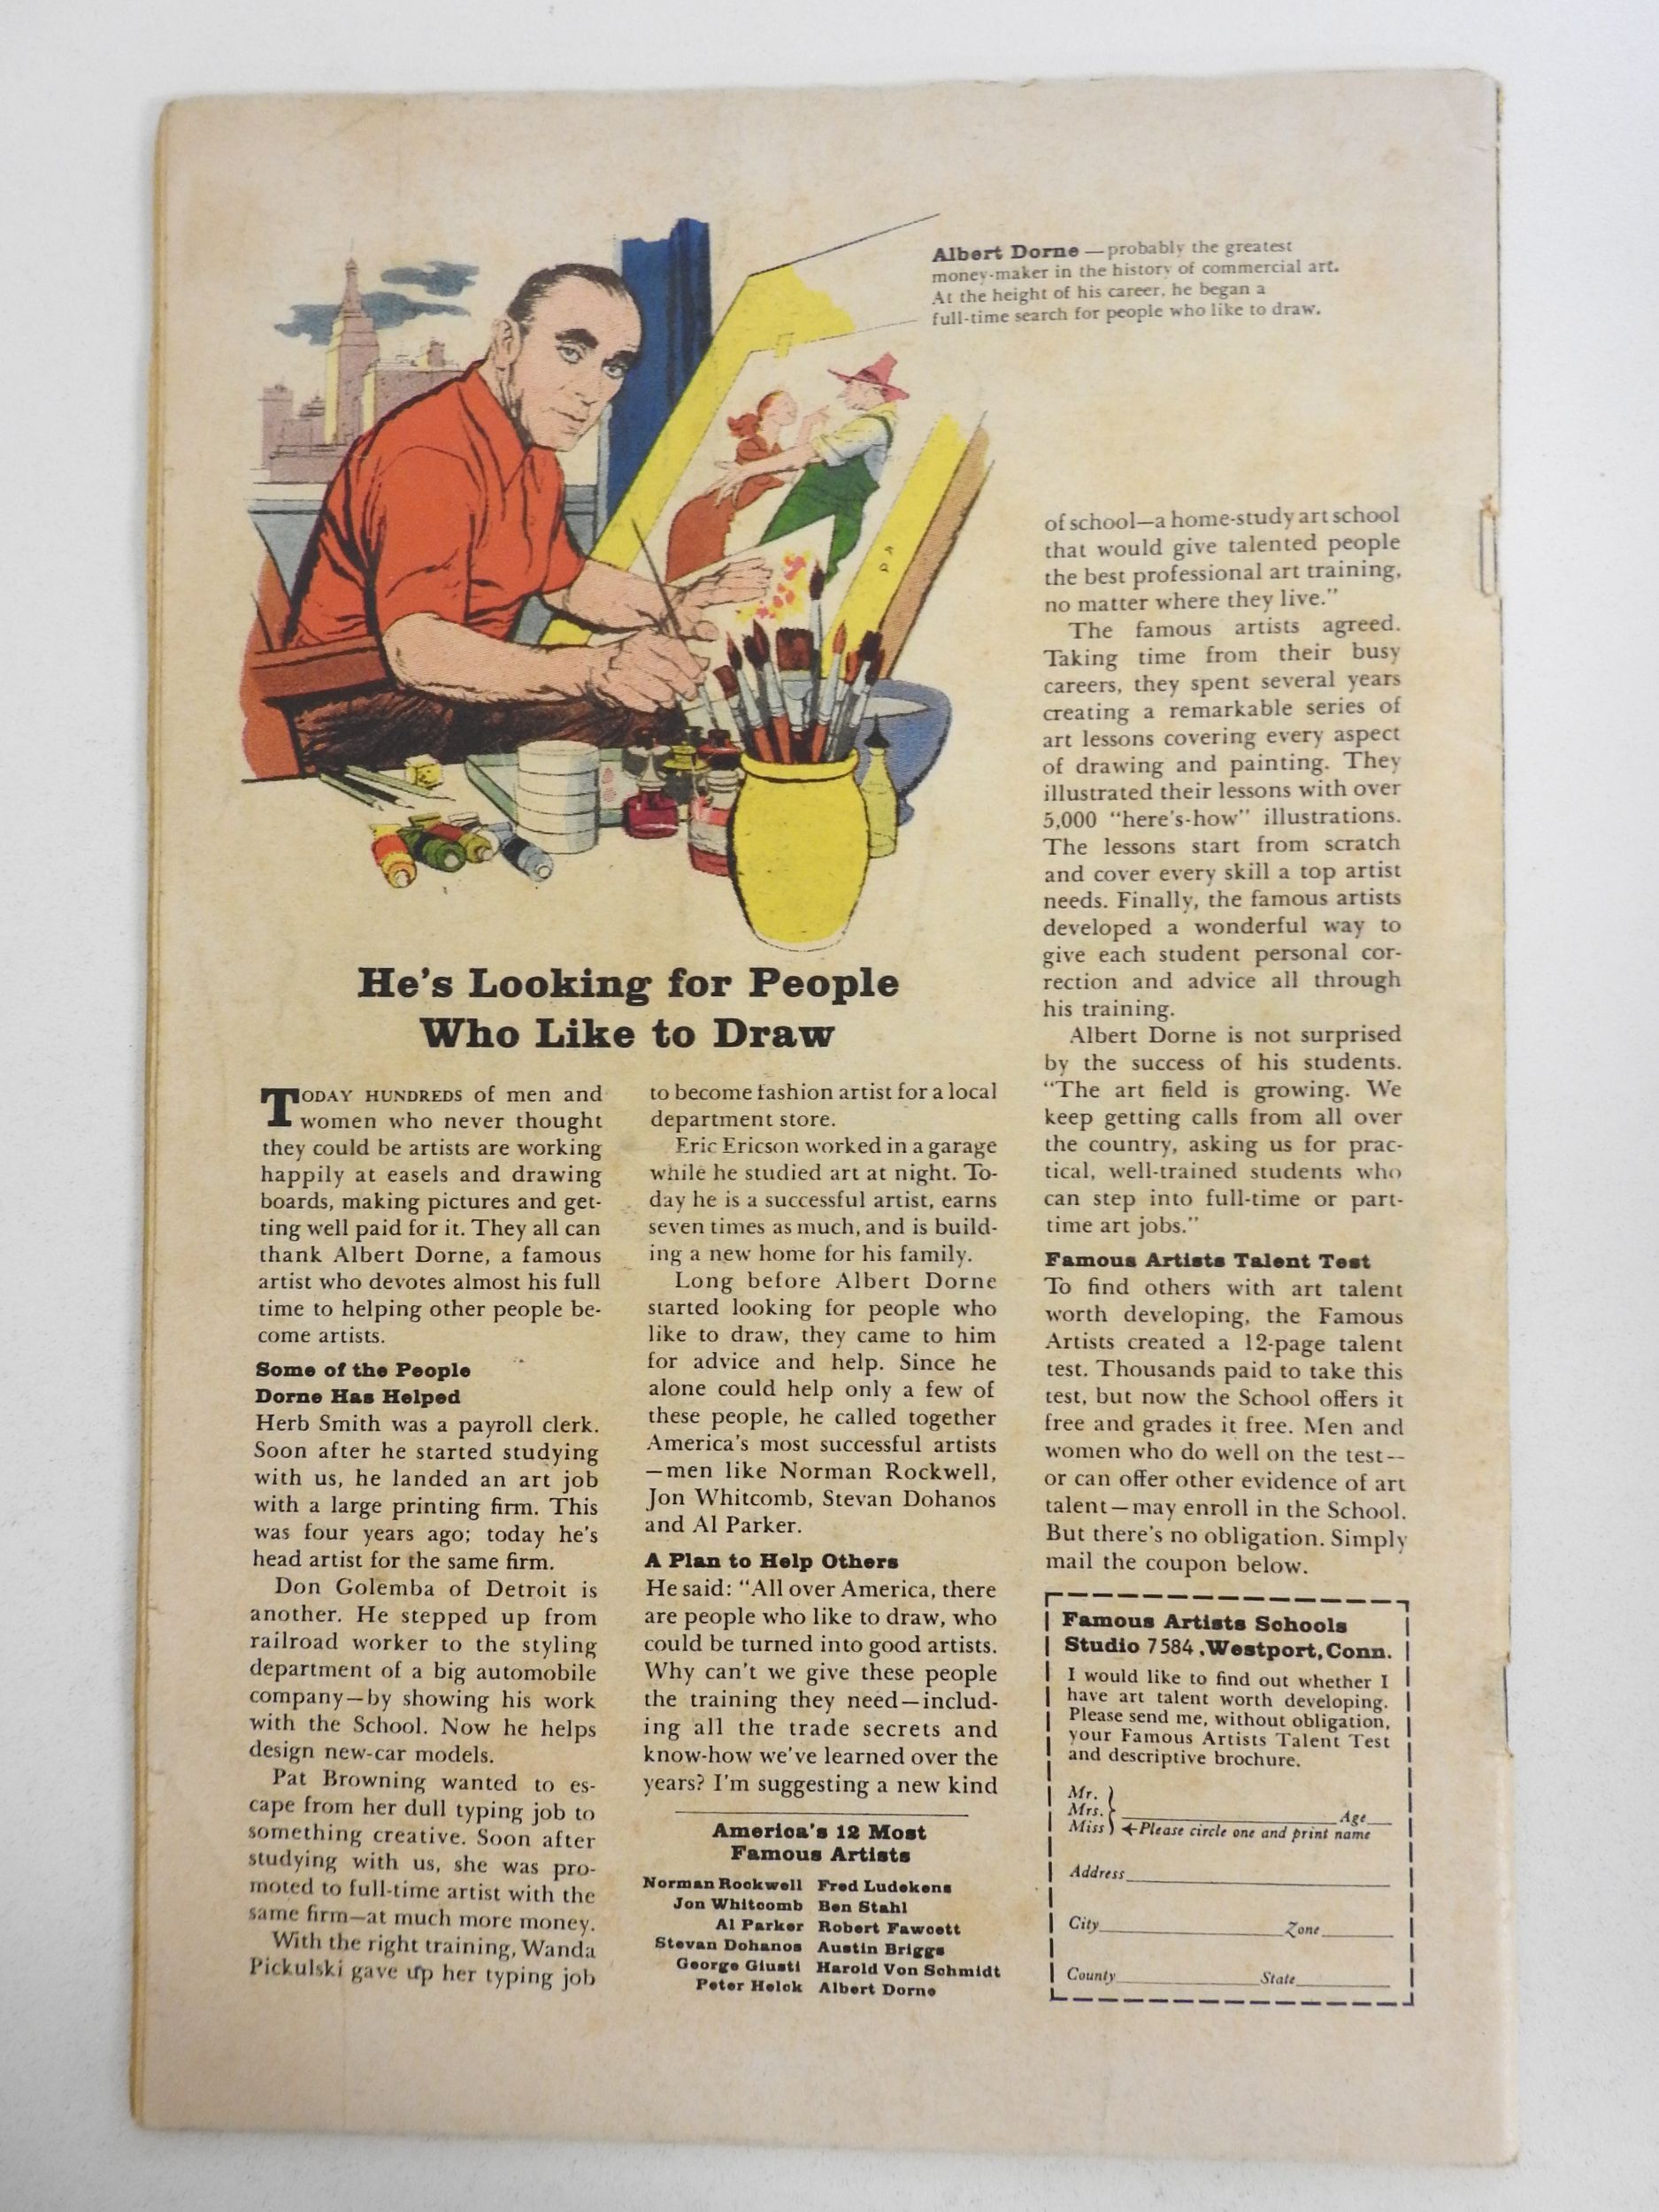 Albert Dorne — probably the greatest
money-maker in the history of commercial art.
At the height of his career, he began a
full-time search for people who like to draw.
He's Looking for People
Who Like to Draw
TODAY HUNDREDS of men and
women who never thought
they could be artists are working
happily at easels and drawing
boards, making pictures and get-
ting well paid for it. They all can
thank Albert Dorne, a famous
artist who devotes almost his full
time to helping other people be-
come artists.
Some of the People
Dorne Has Helped
Herb Smith was a payroll clerk.
Soon after he started studying
with us, he landed an art job
with a large printing firm. This
was four years ago; today he's
head artist for the same firm.
Don Golemba of Detroit is
another. He stepped up from
railroad worker to the styling
department of a big automobile
company—by showing his work
with the School. Now he helps
design new-car models.
Pat Browning wanted to es-
cape from her dull typing job to
something creative. Soon after
studying with us, she was pro-
moted to full-time artist with the
same firm—at much more money.
With the right training, Wanda
Pickulski gave up her typing job
to become fashion artist for a local
department store.
Eric Ericson worked in a garage
while he studied art at night. To-
day he is a successful artist, earns
seven times as much, and is build-
ing a new home for his family.
Long before Albert Dorne
started looking for people who
like to draw, they came to him
for advice and help. Since he
alone could help only a few of
these people, he called together
America's most successful artists
—men like Norman Rockwell,
Jon Whitcomb, Stevan Dohanos
and Al Parker.
A Plan to Help Others
He said: "All over America, there
are people who like to draw, who
could be turned into good artists.
Why can't we give these people
the training they need—includ-
ing all the trade secrets and
know-how we've learned over the
years? I'm suggesting a new kind
America's 12 Most
Famous Artists
Norman Rockwell Fred Ludekens
Jon Whitcomb Ben Stahl
Al Parker Robert Fawcett
Stevan Dohanos Austin Briggs
George Giusti Harold Von Schmidt
Peter Helck Albert Dorne
of school—a home-study art school
that would give talented people
the best professional art training,
no matter where they live."
The famous artists agreed.
Taking time from their busy
careers, they spent several years
creating a remarkable series of
art lessons covering every aspect
of drawing and painting. They
illustrated their lessons with over
5,000 "here's-how" illustrations.
The lessons start from scratch
and cover every skill a top artist
needs. Finally, the famous artists
developed a wonderful way to
give each student personal cor-
rection and advice all through
his training.
Albert Dorne is not surprised
by the success of his students.
"The art field is growing. We
keep getting calls from all over
the country, asking us for prac-
tical, well-trained students who
can step into full-time or part-
time art jobs."
Famous Artists Talent Test
To find others with art talent
worth developing, the Famous
Artists created a 12-page talent
test. Thousands paid to take this
test, but now the School offers it
free and grades it free. Men and
women who do well on the test—
or can offer other evidence of art
talent—may enroll in the School.
But there's no obligation. Simply
mail the coupon below.
Famous Artists Schools
Studio 7584, Westport, Conn.
I would like to find out whether I
have art talent worth developing.
Please send me, without obligation,
your Famous Artists Talent Test
and descriptive brochure.
Mr.
Mrs. Age
Miss ←Please circle one and print name
Address
City Zone
County State